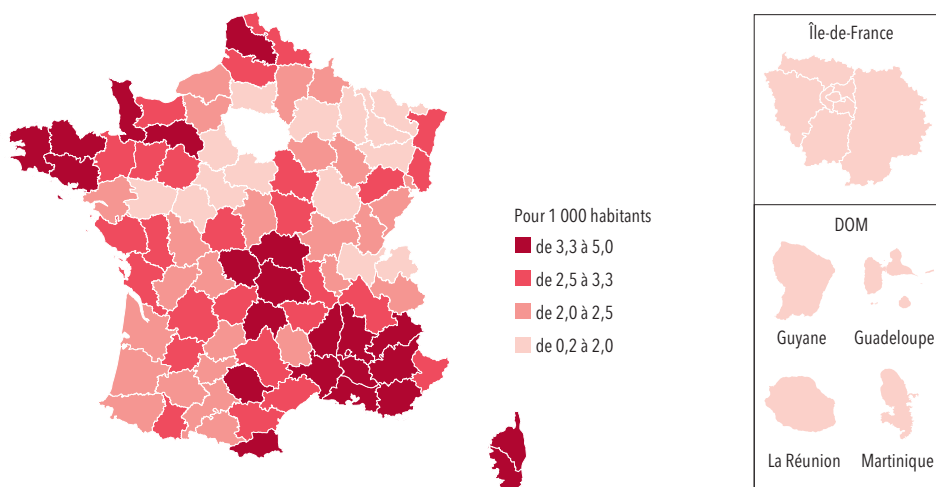 Île-de-France
Pour 1 000 habitants
de 3,3 à 5,0
de 2,5 à 3,3
de 2,0 à 2,5
de 0,2 à 2,0
DOM
Guyane
Guadeloupe
La Réunion
Martinique